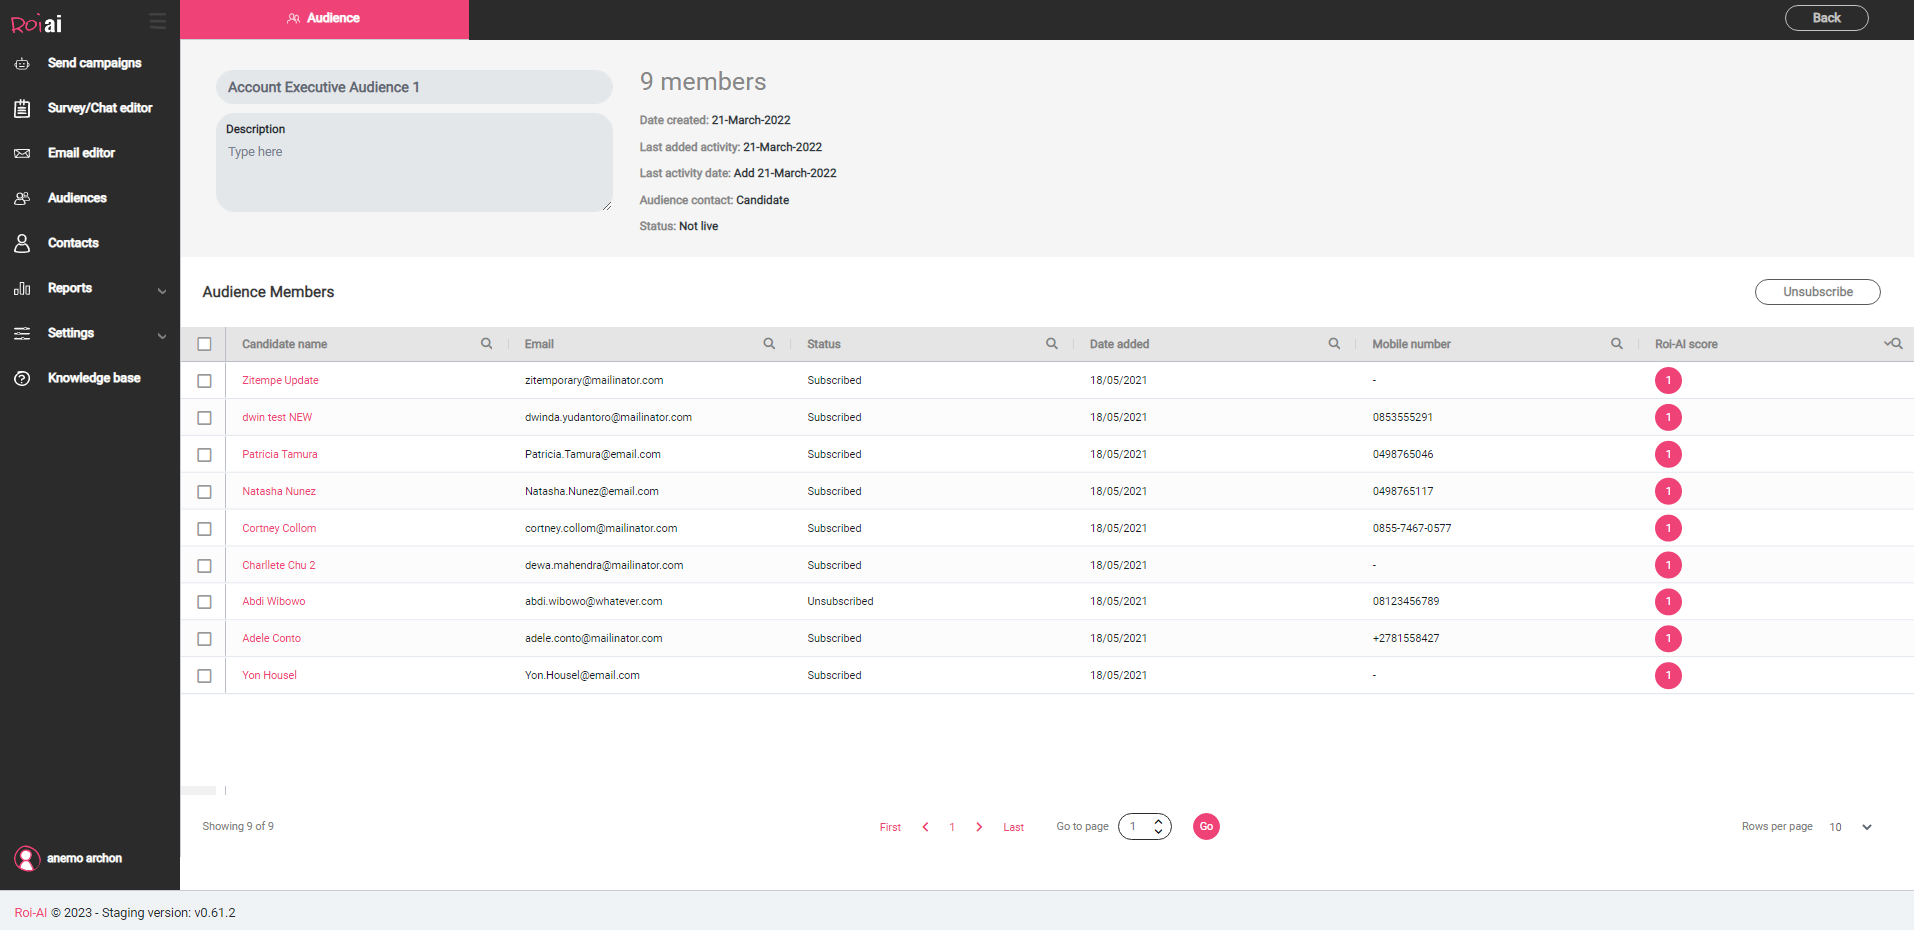 Roi ai
Audience
Back
Send campaigns
Survey/Chat editor
Email editor
Audiences
Contacts
Reports
Settings
Knowledge base
anemo archon
Account Executive Audience 1
Description
Type here
9 members
Date created: 21-March-2022
Last added activity: 21-March-2022
Last activity date: Add 21-March-2022
Audience contact: Candidate
Status: Not live
Audience Members
Unsubscribe
Candidate name Email Status Date added Mobile number Roi-AI score
Zitempe Update zitemporary@mailinator.com Subscribed 18/05/2021 - 1
dwin test NEW dwinda.yudantoro@mailinator.com Subscribed 18/05/2021 0853555291 1
Patricia Tamura Patricia.Tamura@email.com Subscribed 18/05/2021 0498765046 1
Natasha Nunez Natasha.Nunez@email.com Subscribed 18/05/2021 0498765117 1
Cortney Collom cortney.collom@mailinator.com Subscribed 18/05/2021 0855-7467-0577 1
Charllete Chu 2 dewa.mahendra@mailinator.com Subscribed 18/05/2021 - 1
Abdi Wibowo abdi.wibowo@whatever.com Unsubscribed 18/05/2021 08123456789 1
Adele Conto adele.conto@mailinator.com Subscribed 18/05/2021 +2781558427 1
Yon Housel Yon.Housel@email.com Subscribed 18/05/2021 - 1
Showing 9 of 9 First 1 Last Go to page 1 Go Rows per page 10
Roi-AI © 2023 - Staging version: v0.61.2